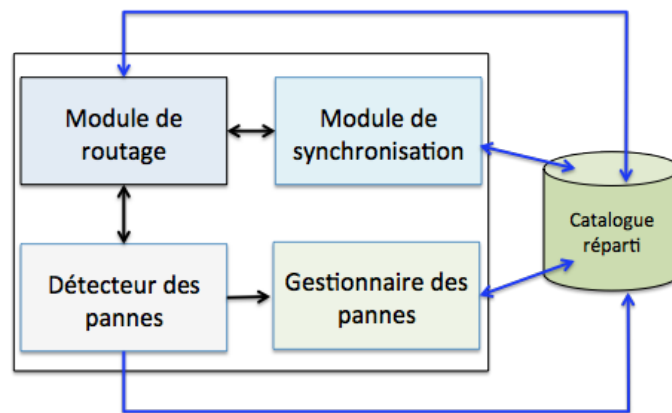 Module de
routage
Module de
synchronisation
Catalogue
réparti
Détecteur des
pannes
Gestionnaire des
pannes